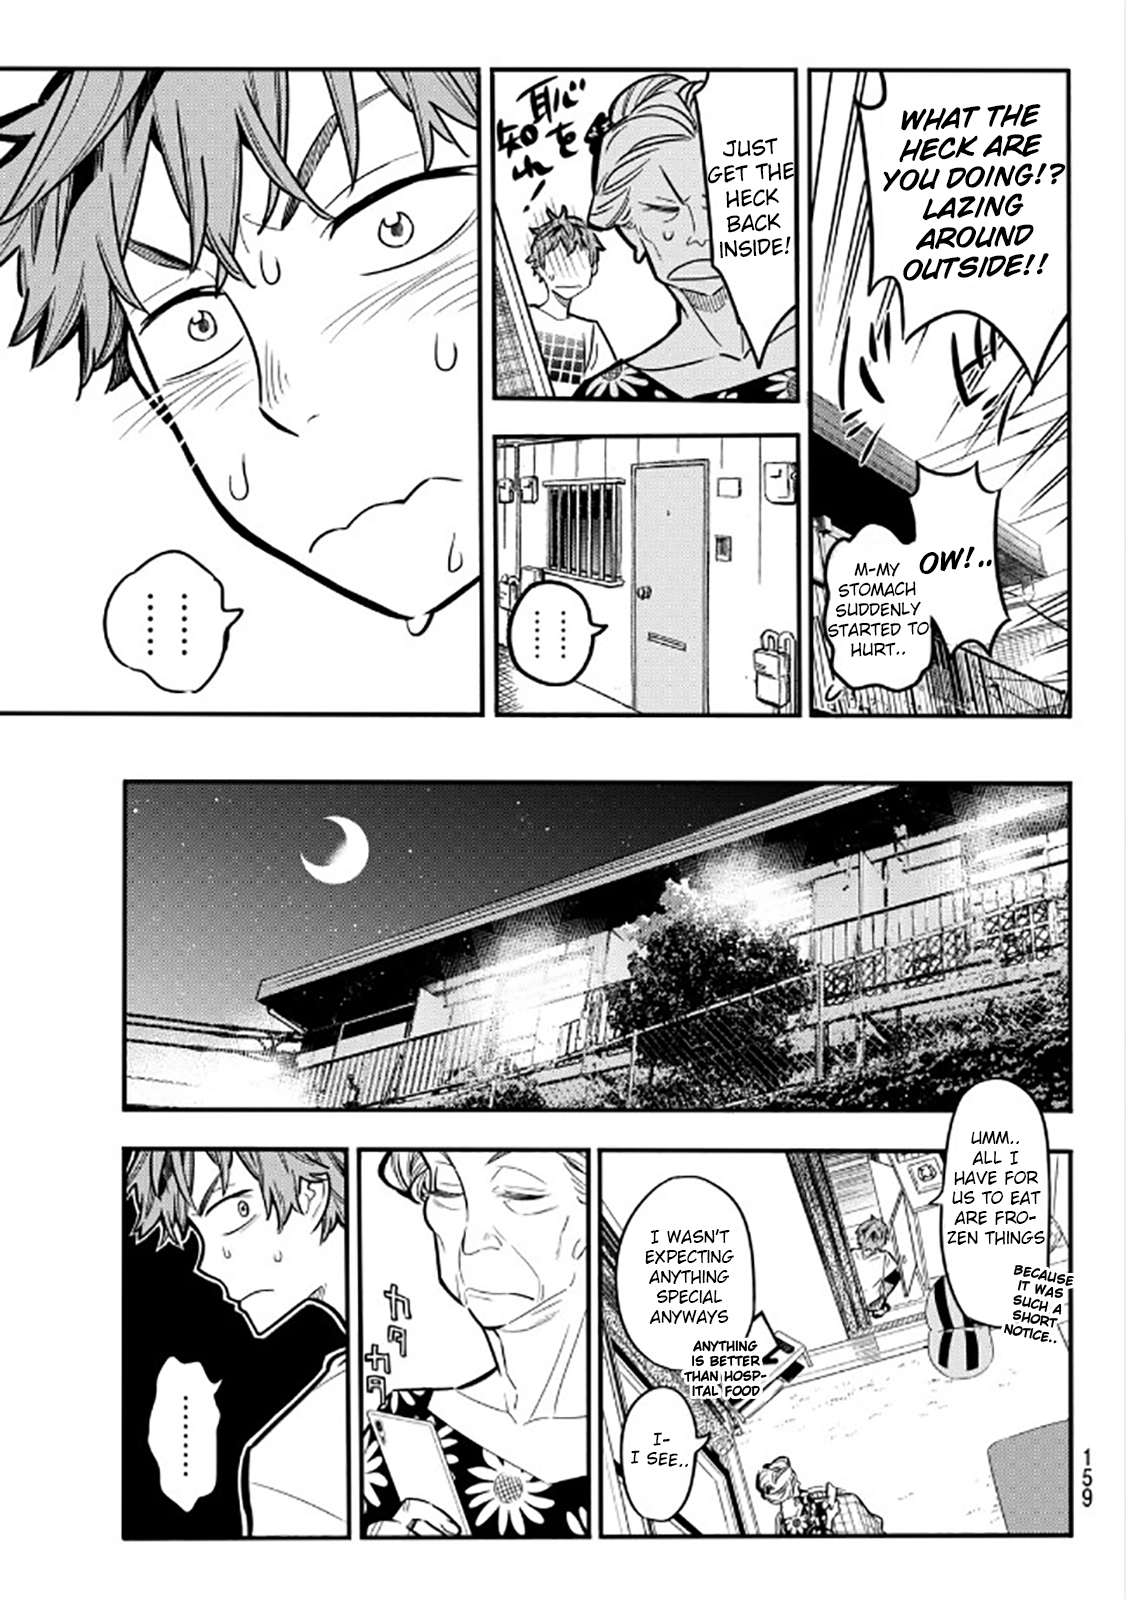 WHAT THE
HECK ARE
YOU DOING!?
LAZING
AROUND
OUTSIDE!!
OW!..
M-MY
STOMACH
SUDDENLY
STARTED TO
HURT..
JUST
GET THE
HECK
BACK
INSIDE!
恥を
知れ!
UMM..
ALL I
HAVE FOR
US TO EAT
ARE FRO-
ZEN THINGS
BECAUSE
IT WAS
SUCH A
SHORT
NOTICE..
I WASN'T
EXPECTING
ANYTHING
SPECIAL
ANYWAYS
ANYTHING
IS BETTER
THAN HOSP-
ITAL FOOD
I-
I SEE..
カタカタ
159